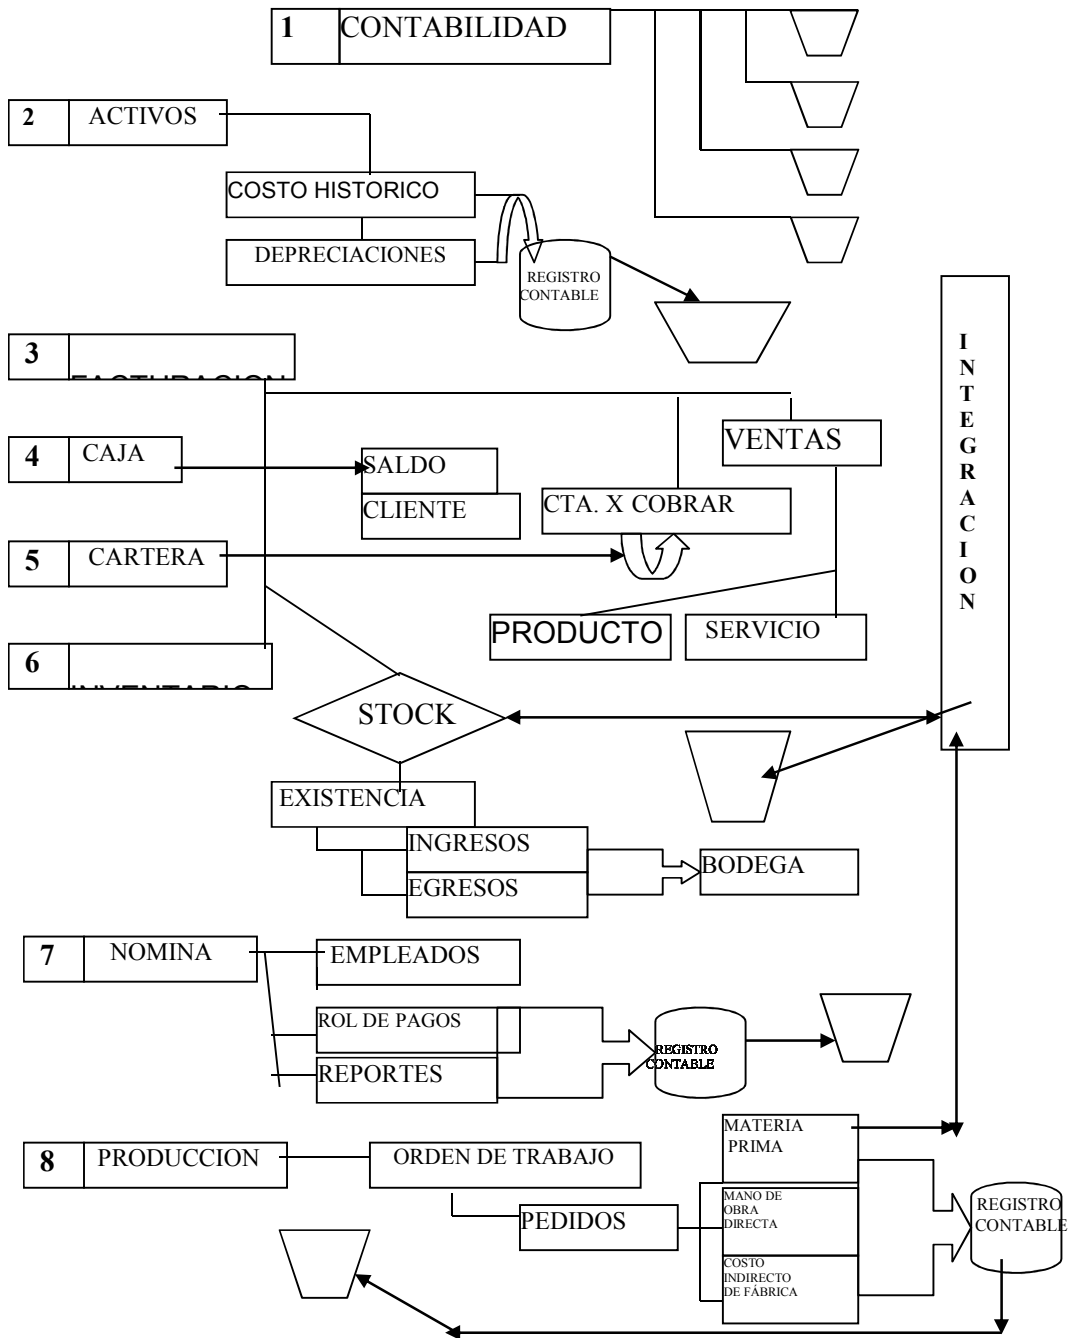 1 CONTABILIDAD
2 ACTIVOS
COSTO HISTORICO
DEPRECIACIONES
REGISTRO
CONTABLE
3 FACTURACION
4 CAJA
SALDO
CLIENTE
VENTAS
CTA. X COBRAR
5 CARTERA
PRODUCTO
SERVICIO
6 INVENTARIO
I
N
T
E
G
R
A
C
I
O
N
STOCK
EXISTENCIA
INGRESOS
EGRESOS
BODEGA
7 NOMINA
EMPLEADOS
ROL DE PAGOS
REPORTES
REGISTRO
CONTABLE
8 PRODUCCION
ORDEN DE TRABAJO
PEDIDOS
MATERIA
PRIMA
MANO DE
OBRA
DIRECTA
COSTO
INDIRECTO
DE FÁBRICA
REGISTRO
CONTABLE